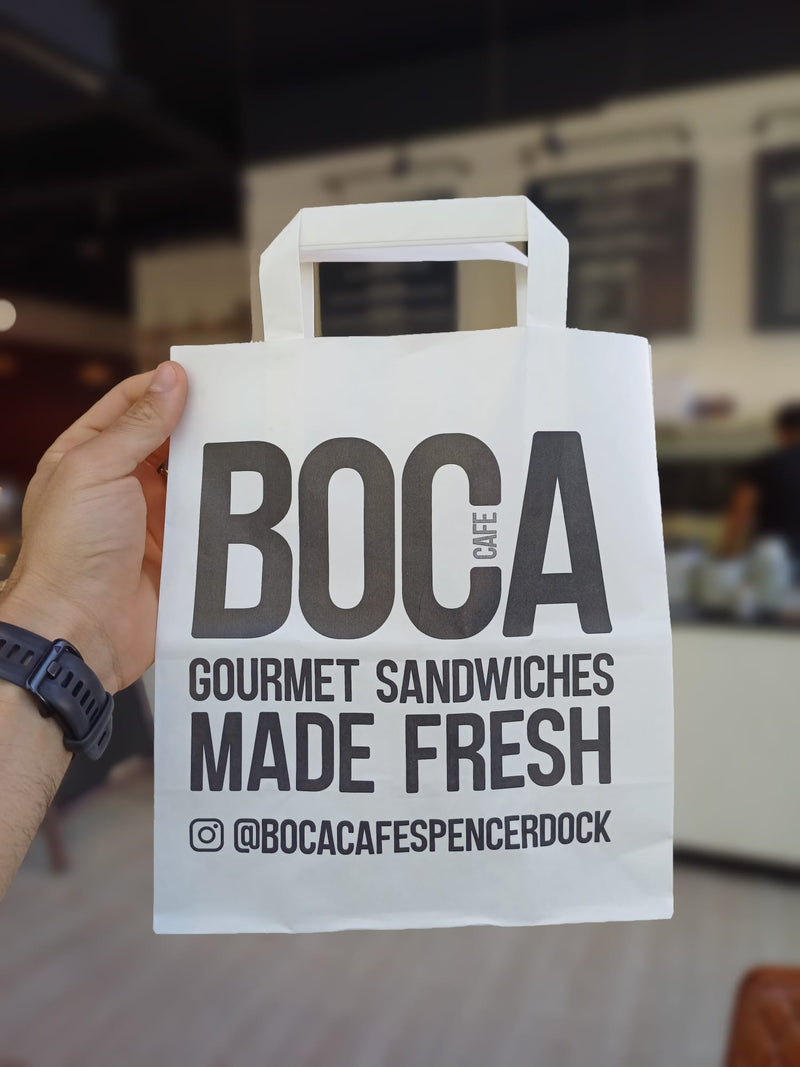 BOCA
CAFE
GOURMET SANDWICHES
MADE FRESH
@BOCACAFESPENCERDOCK